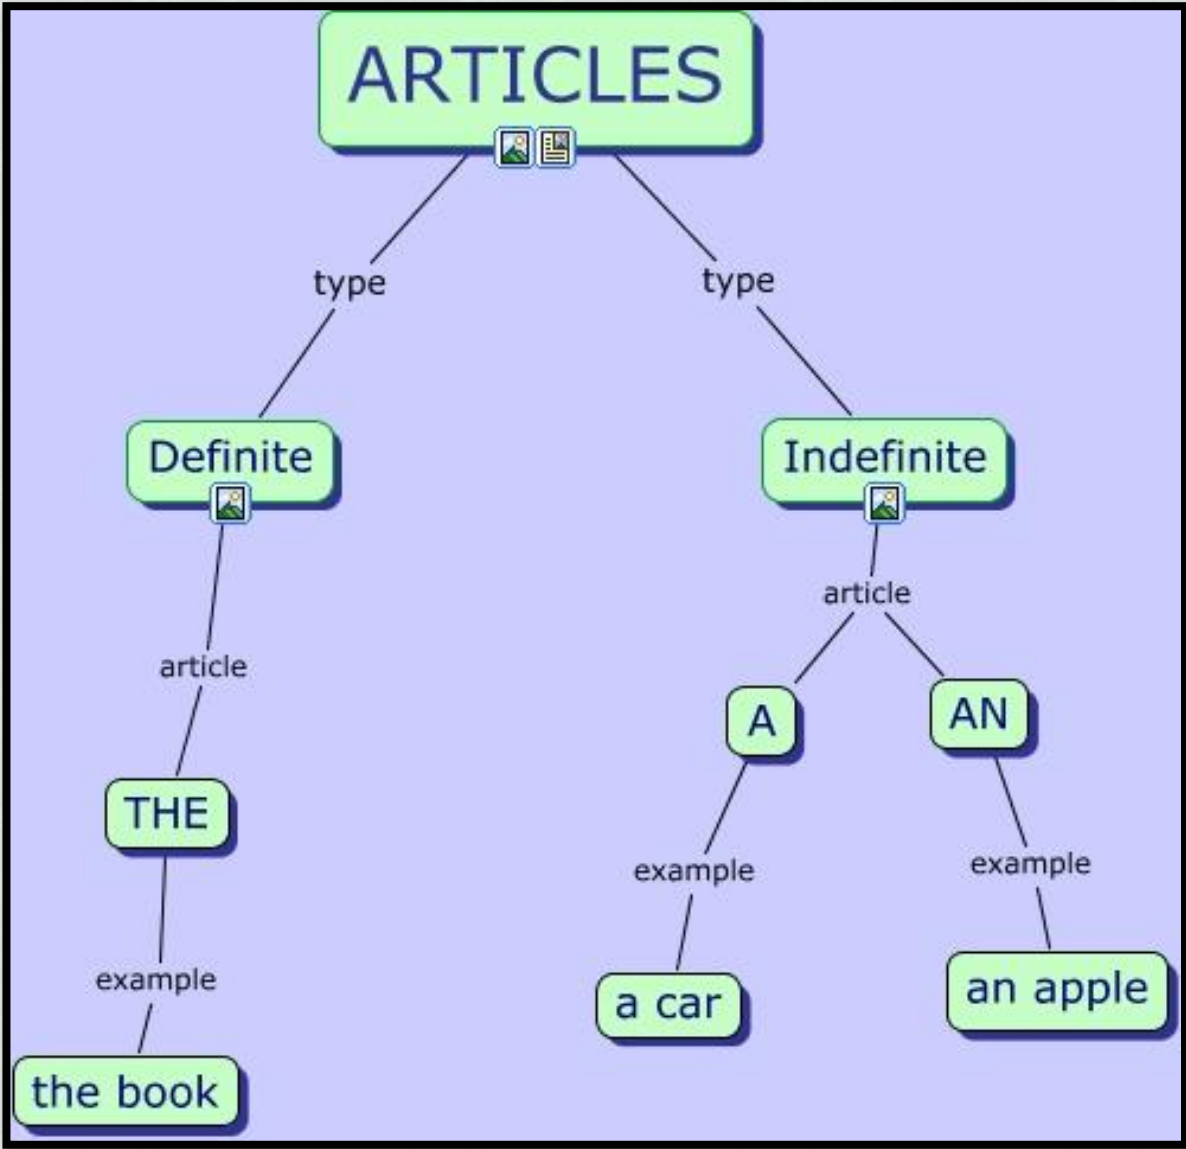 ARTICLES
type
type
Definite
Indefinite
article
article
A
AN
THE
example
example
example
a car
an apple
the book